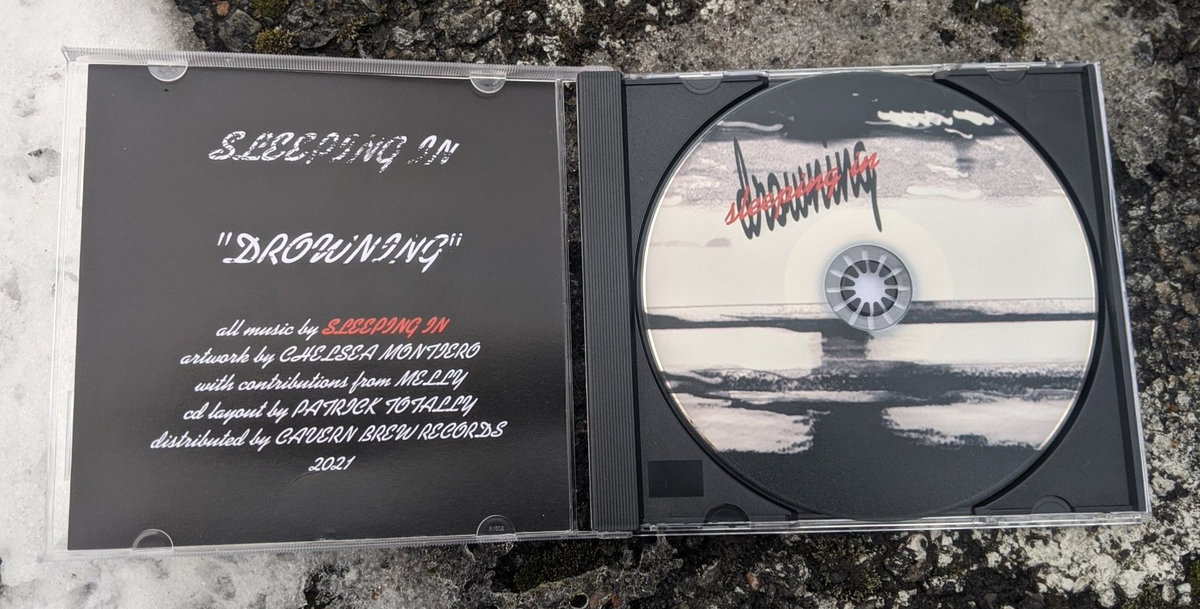 SLEEPING IN
"DROWNING"
all music by SLEEPING IN
artwork by CHELSEA MONTIERO
with contributions from MELLY
cd layout by PATRICK TOTALLY
distributed by CAVERN BREW RECORDS
2021
drowning
sleeping in